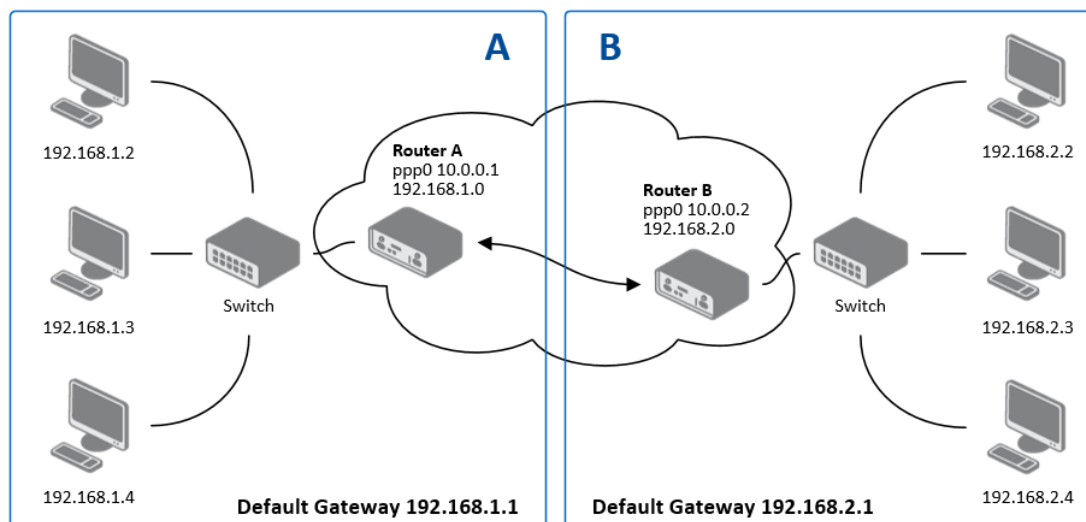 A
B
192.168.1.2
192.168.2.2
Router A
ppp0 10.0.0.1
192.168.1.0
Router B
ppp0 10.0.0.2
192.168.2.0
Switch
Switch
192.168.1.3
192.168.2.3
192.168.1.4
192.168.2.4
Default Gateway 192.168.1.1
Default Gateway 192.168.2.1